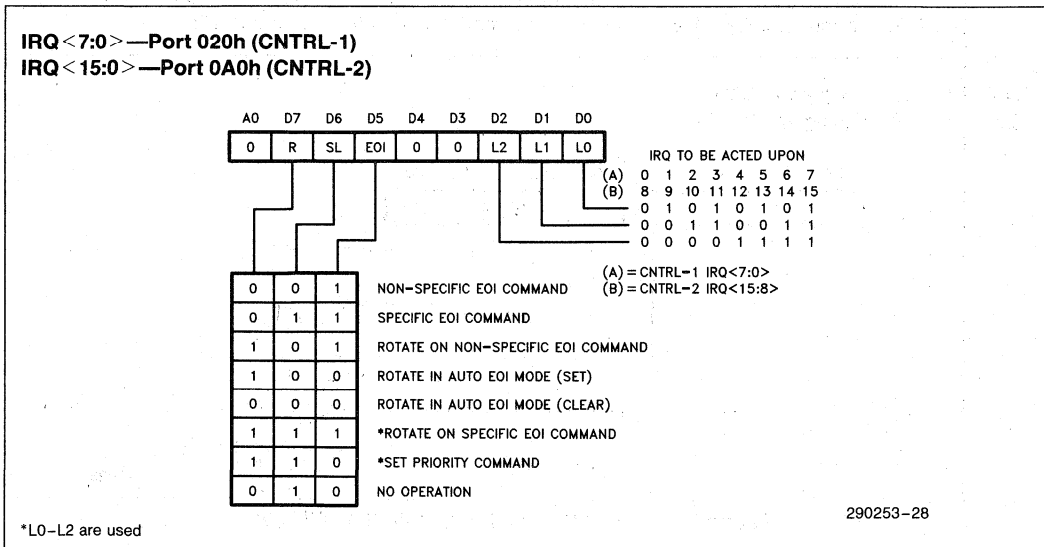 IRQ<7:0>—Port 020h (CNTRL-1)
IRQ<15:0>—Port 0A0h (CNTRL-2)
A0 D7 D6 D5 D4 D3 D2 D1 D0
0 R SL EOI 0 0 L2 L1 L0
IRQ TO BE ACTED UPON
(A) 0 1 2 3 4 5 6 7
(B) 8 9 10 11 12 13 14 15
0 1 0 1 0 1 0 1
0 0 1 1 0 0 1 1
0 0 0 0 1 1 1 1
(A) = CNTRL-1 IRQ<7:0>
(B) = CNTRL-2 IRQ<15:8>
0 0 1 NON-SPECIFIC EOI COMMAND
0 1 1 SPECIFIC EOI COMMAND
1 0 1 ROTATE ON NON-SPECIFIC EOI COMMAND
1 0 0 ROTATE IN AUTO EOI MODE (SET)
0 0 0 ROTATE IN AUTO EOI MODE (CLEAR)
1 1 1 *ROTATE ON SPECIFIC EOI COMMAND
1 1 0 *SET PRIORITY COMMAND
0 1 0 NO OPERATION
290253-28
*L0-L2 are used